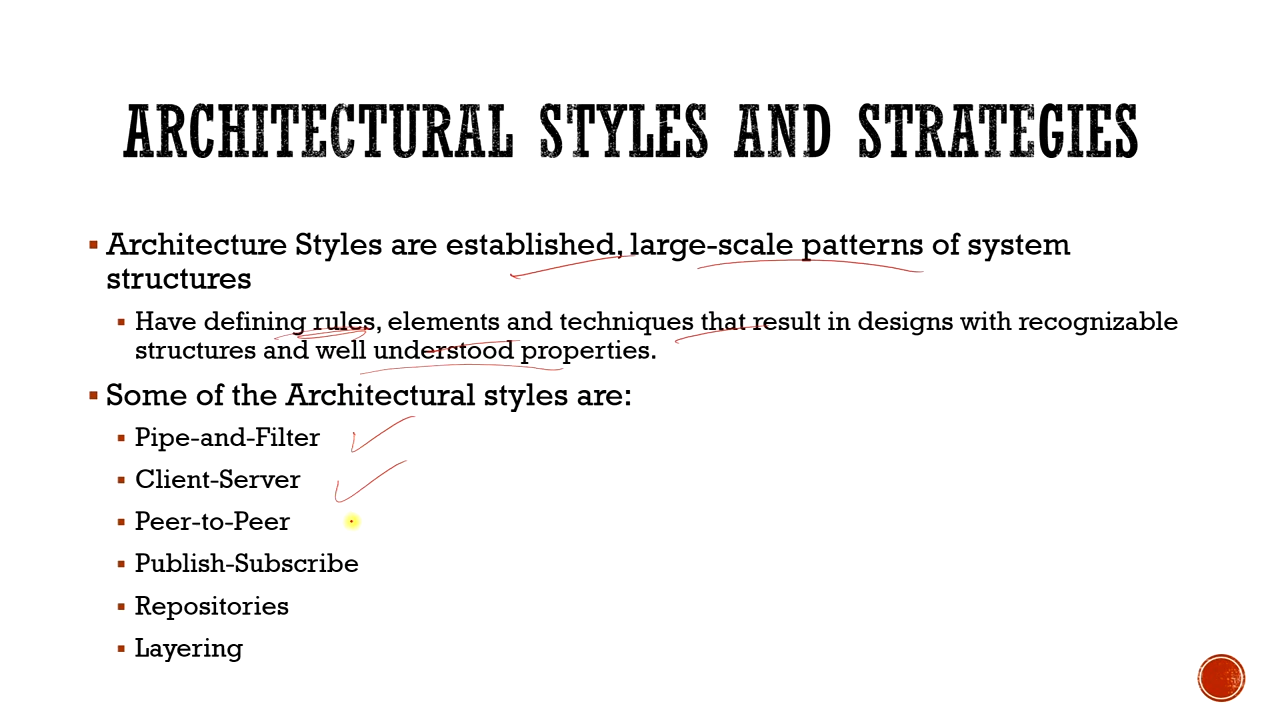 ARCHITECTURAL STYLES AND STRATEGIES
Architecture Styles are established, large-scale patterns of system
structures
Have defining rules, elements and techniques that result in designs with recognizable
structures and well understood properties.
Some of the Architectural styles are:
Pipe-and-Filter
Client-Server
Peer-to-Peer
Publish-Subscribe
Repositories
Layering